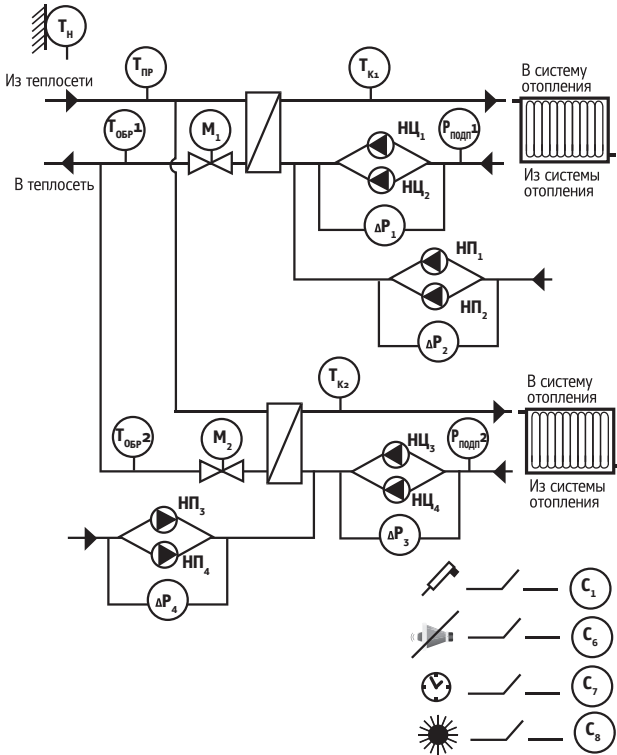 Tн
Tпр
Tк₁
Из теплосети
В систему
отопления
Tобр1
M₁
НЦ₁
Pподп1
В теплосеть
НЦ₂
Из системы
отопления
ΔP₁
НП₁
НП₂
ΔP₂
Tк₂
В систему
отопления
Tобр2
M₂
НЦ₃
Pподп2
НЦ₄
Из системы
отопления
НП₃
ΔP₃
НП₄
ΔP₄
C₁
C₆
C₇
C₈